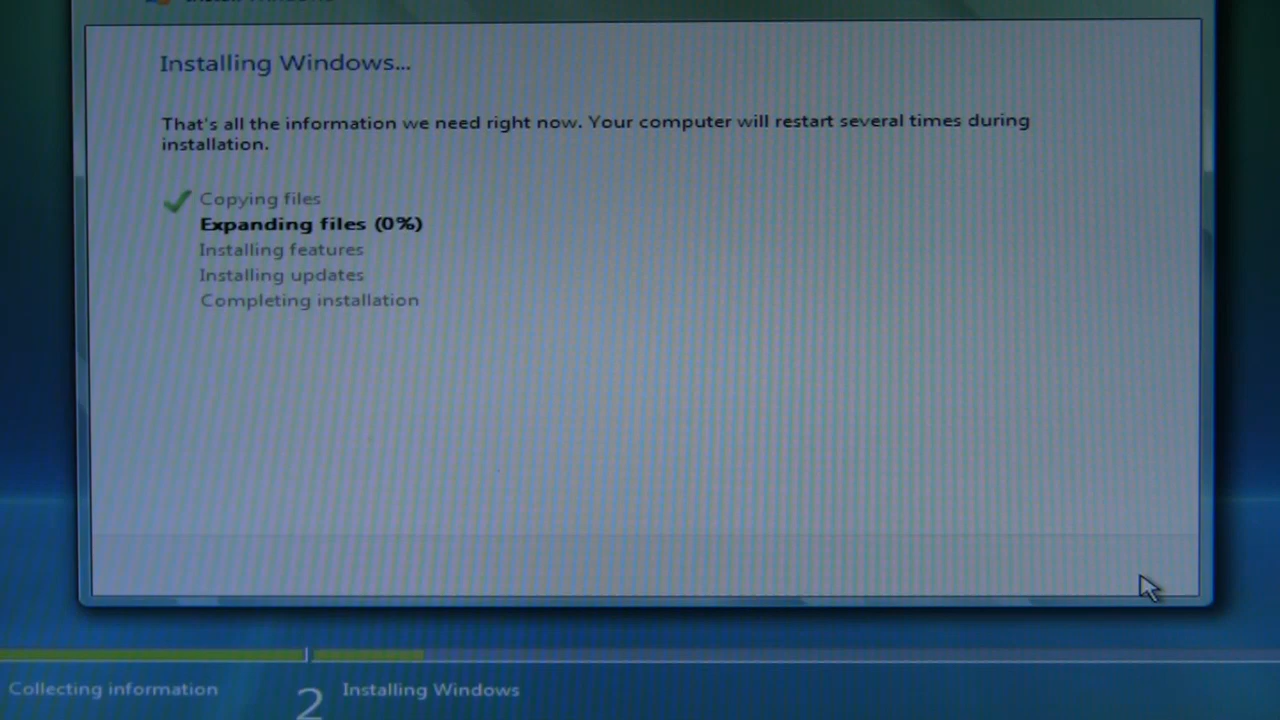 Installing Windows...
That's all the information we need right now. Your computer will restart several times during
installation.
Copying files
Expanding files (0%)
Installing features
Installing updates
Completing installation
Collecting information
2 Installing Windows